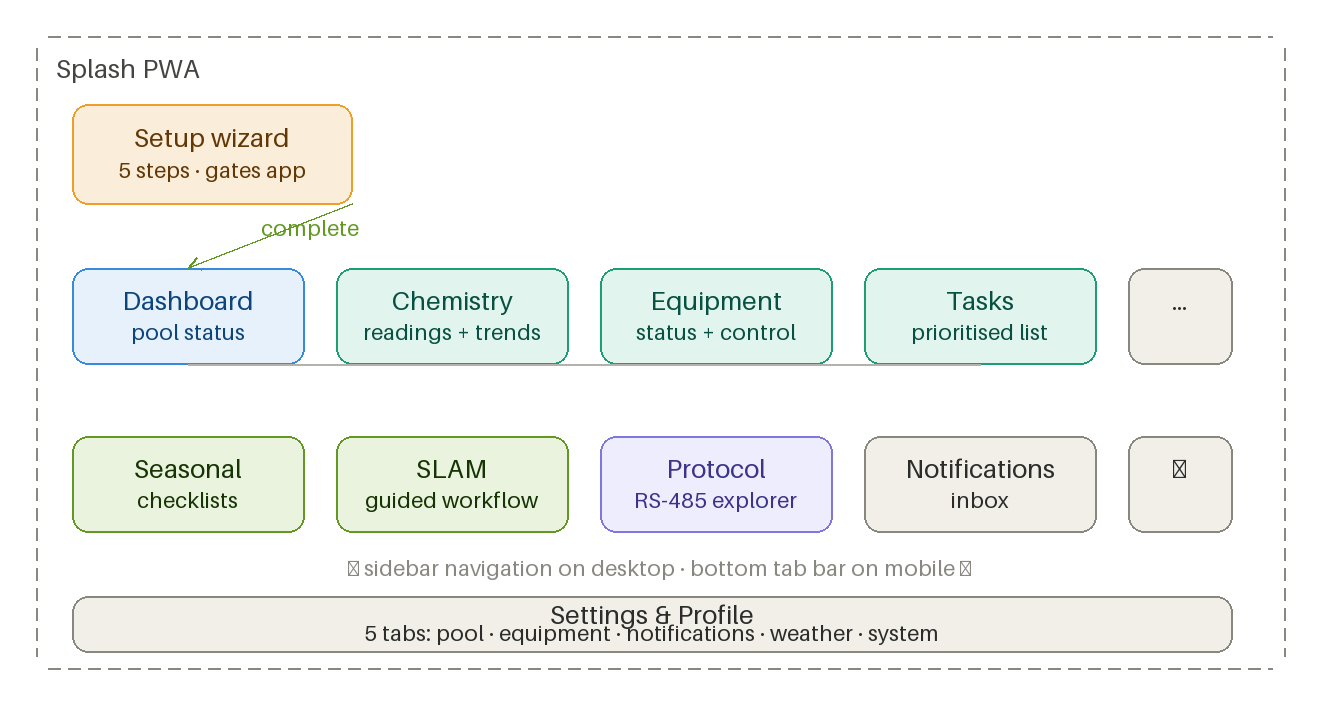 Splash PWA
Setup wizard
5 steps · gates app
complete
Dashboard
pool status
Chemistry
readings + trends
Equipment
status + control
Tasks
prioritised list
...
Seasonal
checklists
SLAM
guided workflow
Protocol
RS-485 explorer
Notifications
inbox
sidebar navigation on desktop · bottom tab bar on mobile
Settings & Profile
5 tabs: pool · equipment · notifications · weather · system